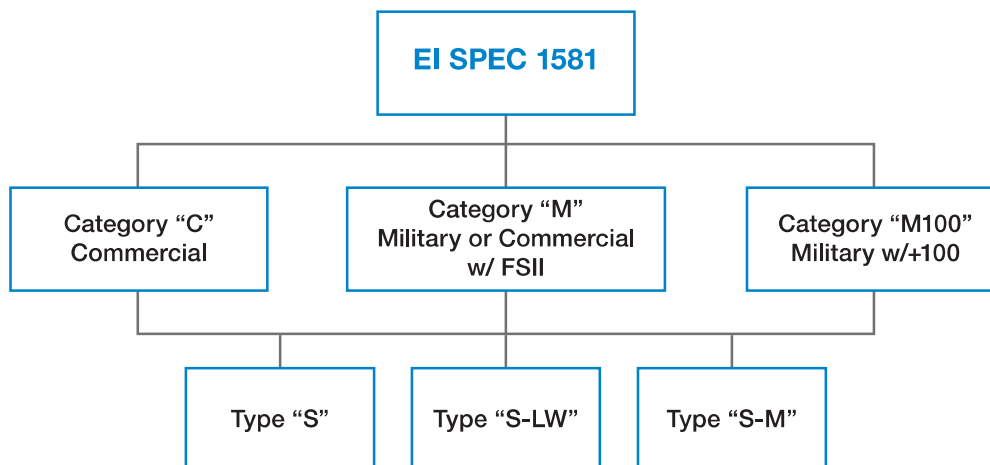 EI SPEC 1581
Category “C”
Commercial
Category “M”
Military or Commercial
w/ FSII
Category “M100”
Military w/+100
Type “S”
Type “S-LW”
Type “S-M”